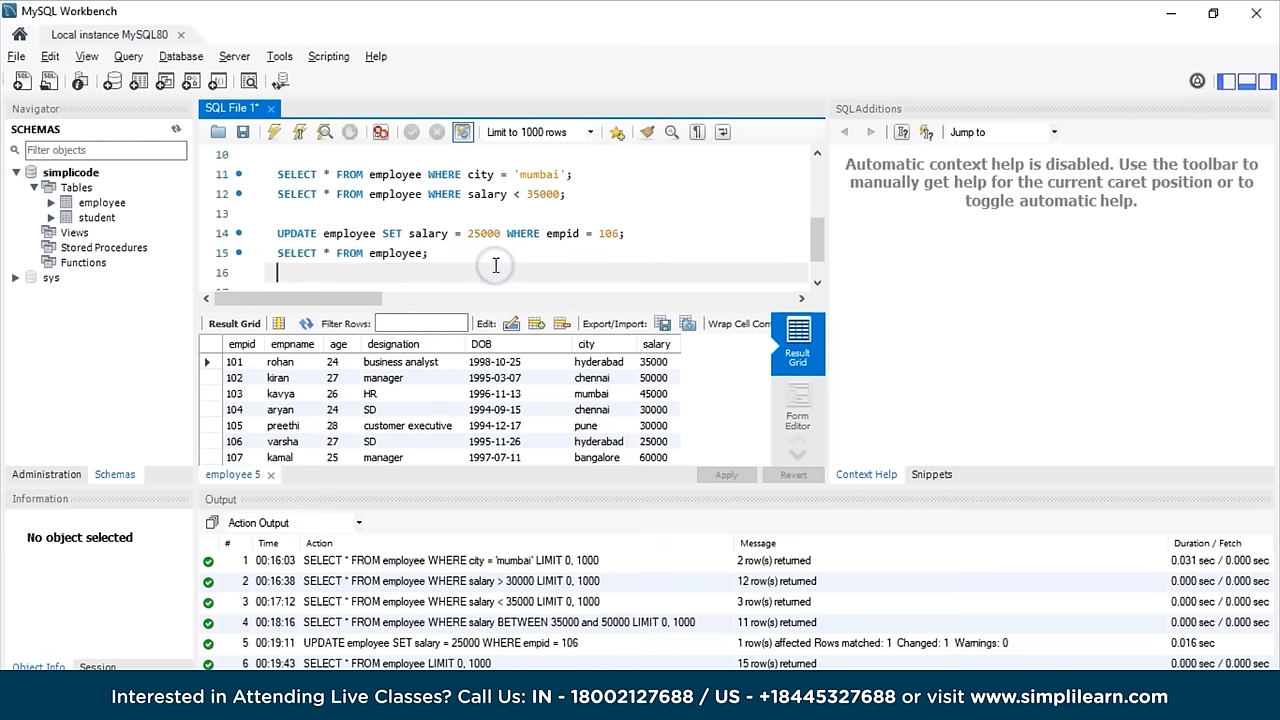 MySQL Workbench
Local instance MySQL80
File Edit View Query Database Server Tools Scripting Help
Navigator
SCHEMAS
Filter objects
simplicode
Tables
employee
student
Views
Stored Procedures
Functions
sys
Administration Schemas
Information
No object selected
Object Info Session
SQL File 1*
Limit to 1000 rows
10
11 SELECT * FROM employee WHERE city = 'mumbai';
12 SELECT * FROM employee WHERE salary < 35000;
13
14 UPDATE employee SET salary = 25000 WHERE empid = 106;
15 SELECT * FROM employee;
16
Result Grid Filter Rows: Edit: Export/Import: Wrap Cell
empid empname age designation DOB city salary
101 rohan 24 business analyst 1998-10-25 hyderabad 35000
102 kiran 27 manager 1995-03-07 chennai 50000
103 kavya 26 HR 1996-11-13 mumbai 45000
104 aryan 24 SD 1994-09-15 chennai 30000
105 preethi 28 customer executive 1994-12-17 pune 30000
106 varsha 27 SD 1995-11-26 hyderabad 25000
107 kamal 25 manager 1997-07-11 bangalore 60000
Result
Grid
Form
Editor
employee 5 Apply Revert
SQLAdditions
Jump to
Automatic context help is disabled. Use the toolbar to
manually get help for the current caret position or to
toggle automatic help.
Context Help Snippets
Output
Action Output
# Time Action Message Duration / Fetch
1 00:16:03 SELECT * FROM employee WHERE city = 'mumbai' LIMIT 0, 1000 2 row(s) returned 0.031 sec / 0.000 sec
2 00:16:38 SELECT * FROM employee WHERE salary > 30000 LIMIT 0, 1000 12 row(s) returned 0.000 sec / 0.000 sec
3 00:17:12 SELECT * FROM employee WHERE salary < 35000 LIMIT 0, 1000 3 row(s) returned 0.000 sec / 0.000 sec
4 00:18:16 SELECT * FROM employee WHERE salary BETWEEN 35000 and 50000 LIMIT 0, 1000 11 row(s) returned 0.000 sec / 0.000 sec
5 00:19:11 UPDATE employee SET salary = 25000 WHERE empid = 106 1 row(s) affected Rows matched: 1 Changed: 1 Warnings: 0 0.016 sec
6 00:19:43 SELECT * FROM employee LIMIT 0, 1000 15 row(s) returned 0.000 sec / 0.000 sec
Interested in Attending Live Classes? Call Us: IN - 18002127688 / US - +18445327688 or visit www.simplilearn.com